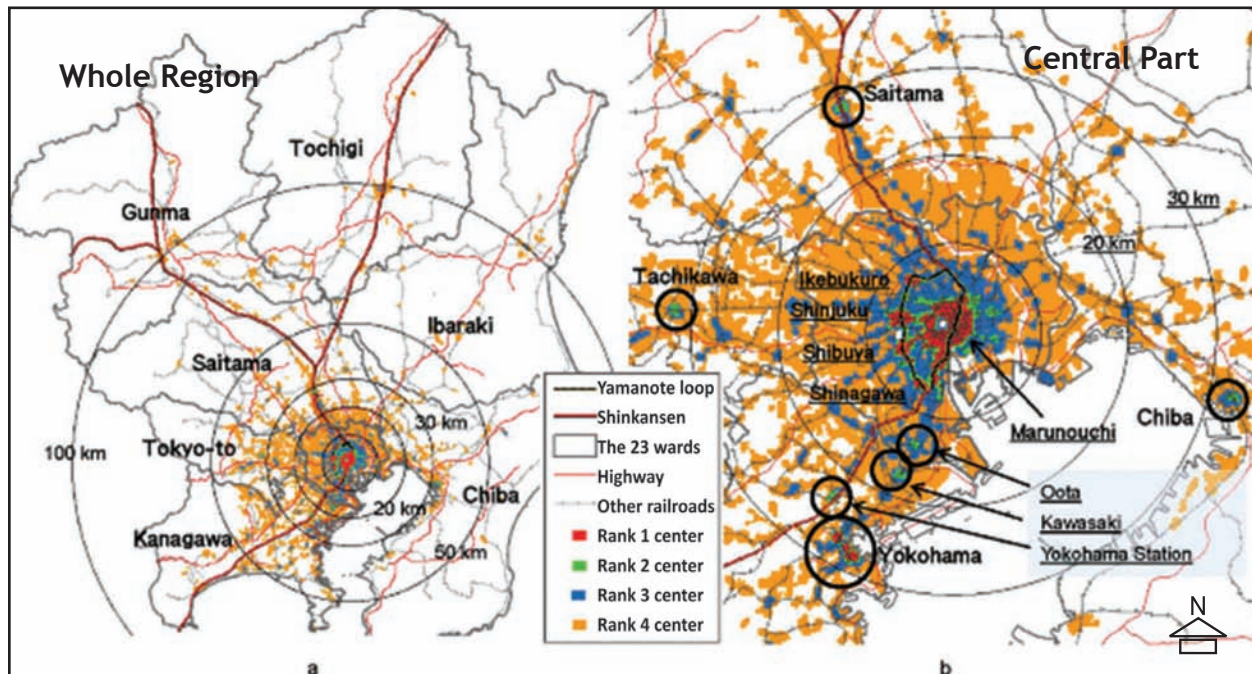 Whole Region
Tochigi
Gunma
Ibaraki
Saitama
30 km
100 km
Tokyo-to
Chiba
20 km
Kanagawa
50 km
a
Yamanote loop
Shinkansen
The 23 wards
Highway
Other railroads
Rank 1 center
Rank 2 center
Rank 3 center
Rank 4 center
Central Part
Saitama
30 km
20 km
Tachikawa
Ikebukuro
Shinjuku
Shibuya
Shinagawa
Chiba
Marunouchi
Oota
Kawasaki
Yokohama Station
Yokohama
N
b